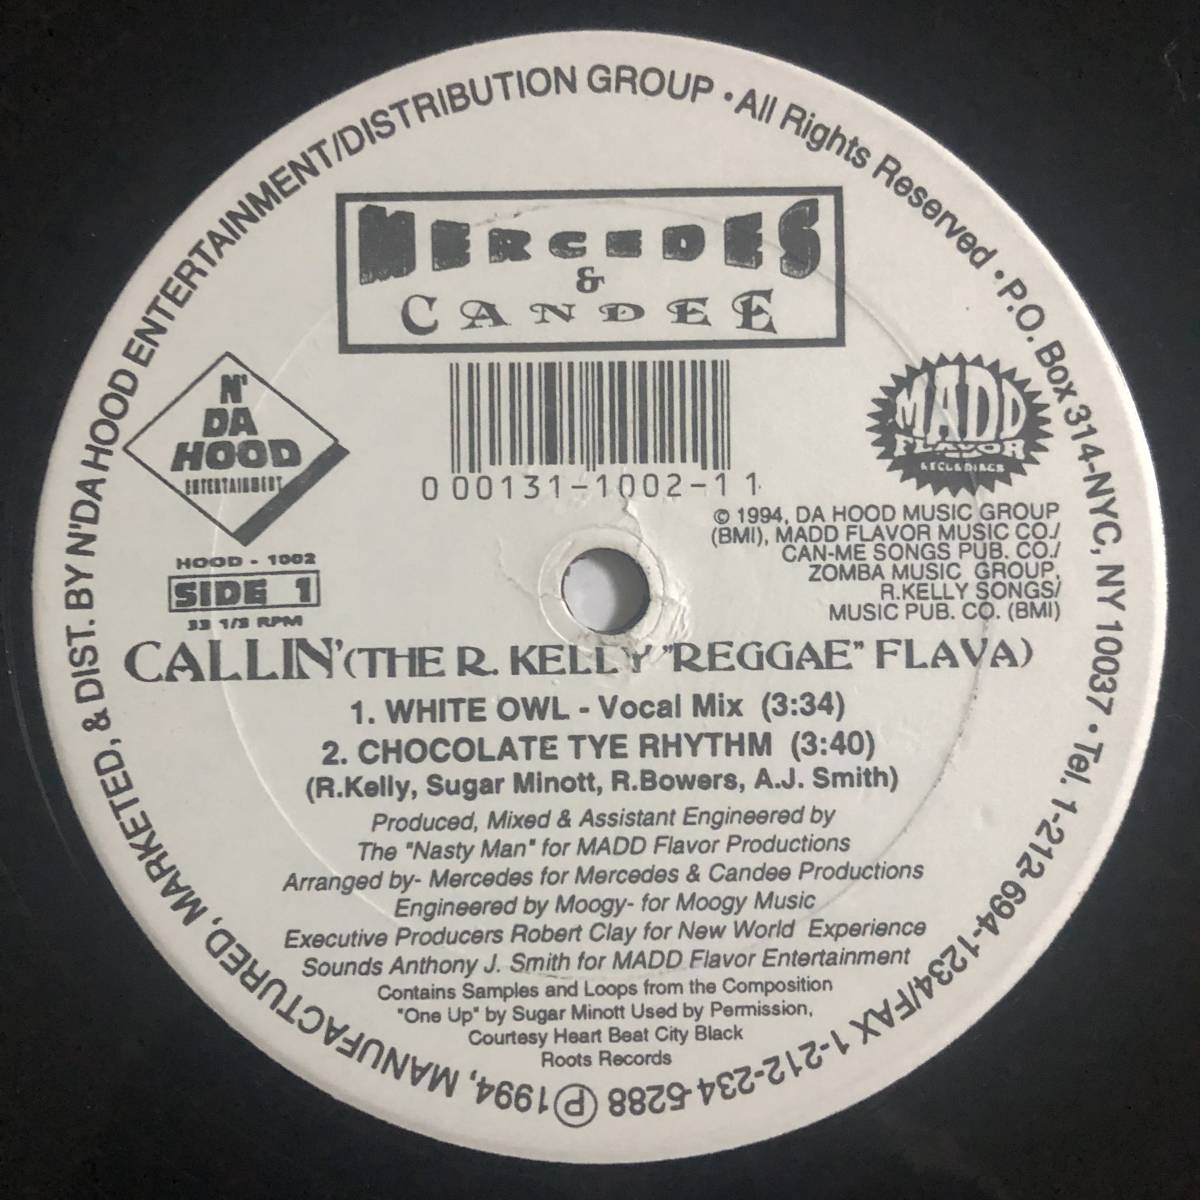 ℗1994, MANUFACTURED, MARKETED, & DIST. BY N'DA HOOD ENTERTAINMENT/DISTRIBUTION GROUP • All Rights Reserved • P.O. Box 314-NYC, NY 10037 • Tel. 1-212 694-1234/FAX 1-212-234-5288
MERCEDES
&
CANDEE
N'
DA
HOOD
ENTERTAINMENT
HOOD - 1002
SIDE 1
33 1/3 RPM
0 00131-1002-1 1
MADD
FLAVOR
RECORDINGS
© 1994, DA HOOD MUSIC GROUP
(BMI), MADD FLAVOR MUSIC CO./
CAN-ME SONGS PUB. CO./
ZOMBA MUSIC GROUP,
R.KELLY SONGS/
MUSIC PUB. CO. (BMI)
CALLIN' (THE R. KELLY "REGGAE" FLAVA)
1. WHITE OWL - Vocal Mix (3:34)
2. CHOCOLATE TYE RHYTHM (3:40)
(R.Kelly, Sugar Minott, R.Bowers, A.J. Smith)
Produced, Mixed & Assistant Engineered by
The "Nasty Man" for MADD Flavor Productions
Arranged by- Mercedes for Mercedes & Candee Productions
Engineered by Moogy- for Moogy Music
Executive Producers Robert Clay for New World Experience
Sounds Anthony J. Smith for MADD Flavor Entertainment
Contains Samples and Loops from the Composition
"One Up" by Sugar Minott Used by Permission,
Courtesy Heart Beat City Black
Roots Records